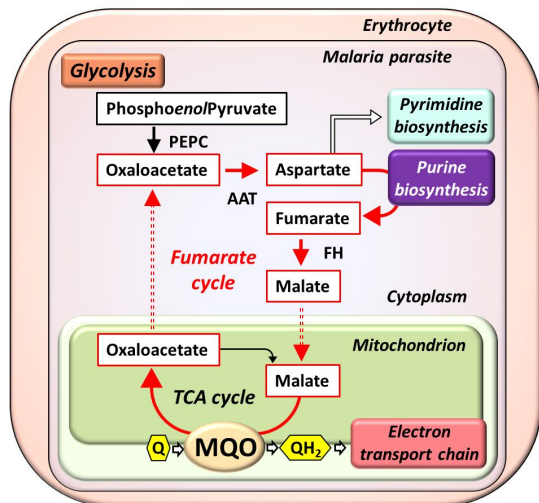 Erythrocyte
Malaria parasite
Glycolysis
PhosphoenolPyruvate
Pyrimidine
biosynthesis
PEPC
Oxaloacetate
Aspartate
Purine
biosynthesis
AAT
Fumarate
Fumarate
cycle
FH
Malate
Cytoplasm
Oxaloacetate
Mitochondrion
Malate
TCA cycle
Q
MQO
QH₂
Electron
transport chain